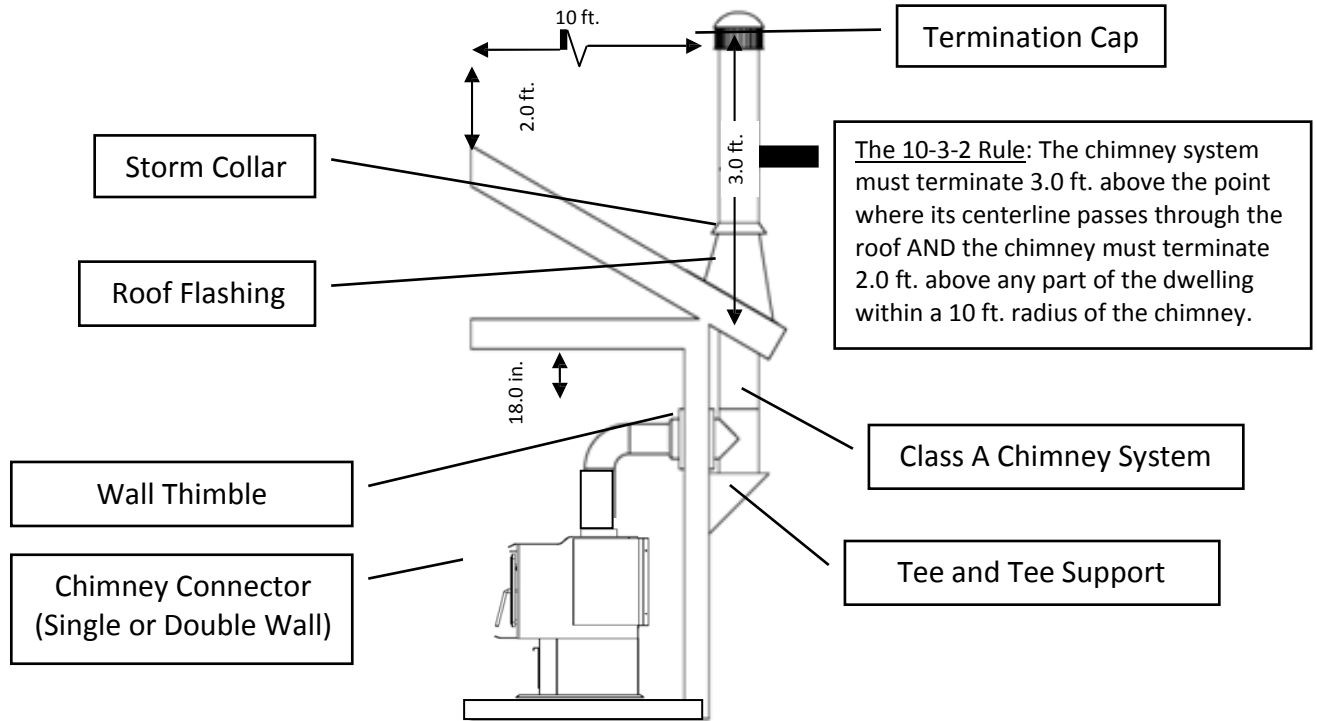 10 ft.
Termination Cap
2.0 ft.
Storm Collar
3.0 ft.
The 10-3-2 Rule: The chimney system
must terminate 3.0 ft. above the point
where its centerline passes through the
roof AND the chimney must terminate
2.0 ft. above any part of the dwelling
within a 10 ft. radius of the chimney.
Roof Flashing
18.0 in.
Class A Chimney System
Wall Thimble
Tee and Tee Support
Chimney Connector
(Single or Double Wall)